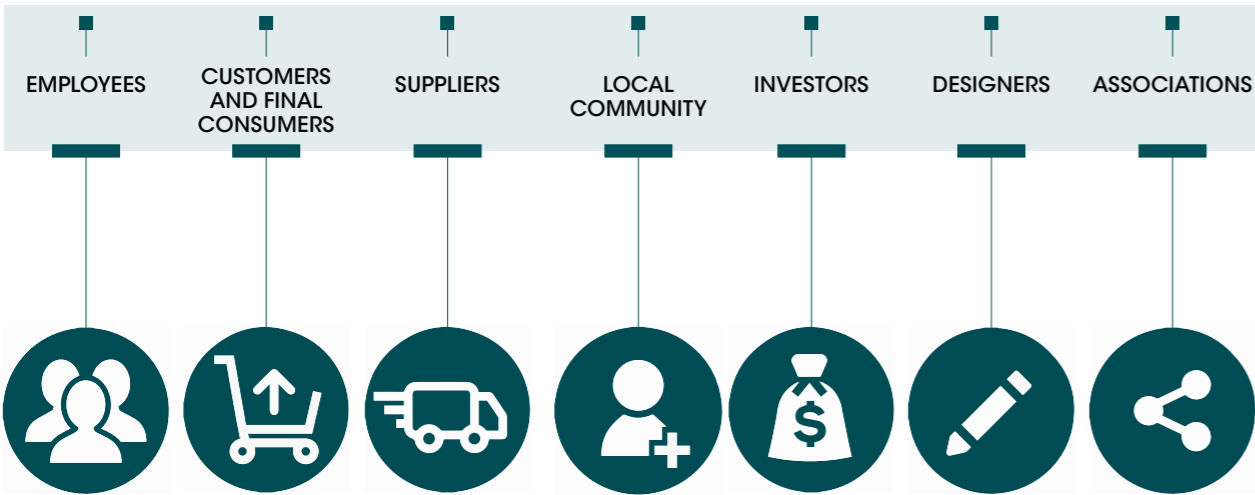 EMPLOYEES
CUSTOMERS
AND FINAL
CONSUMERS
SUPPLIERS
LOCAL
COMMUNITY
INVESTORS
DESIGNERS
ASSOCIATIONS
$